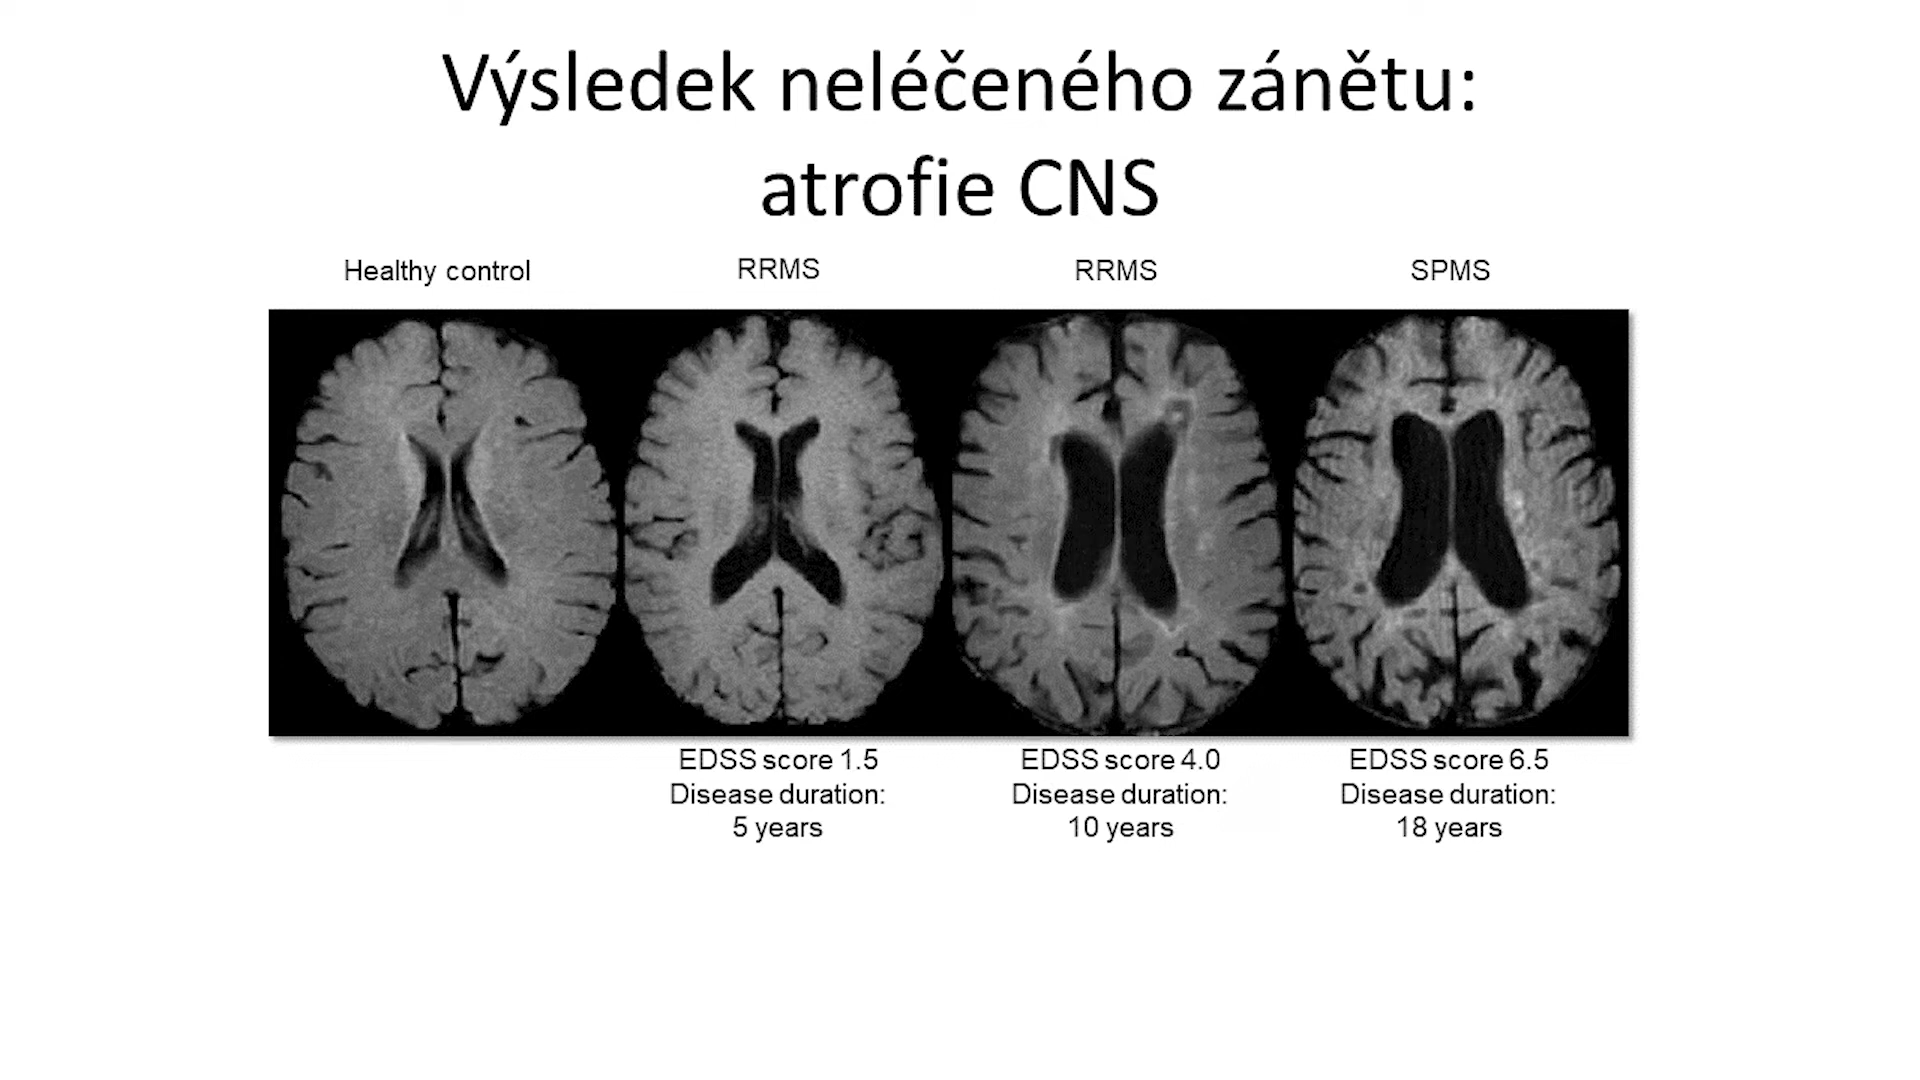 Výsledek neléčeného zánětu:
atrofie CNS
Healthy control
RRMS
RRMS
SPMS
EDSS score 1.5
Disease duration:
5 years
EDSS score 4.0
Disease duration:
10 years
EDSS score 6.5
Disease duration:
18 years